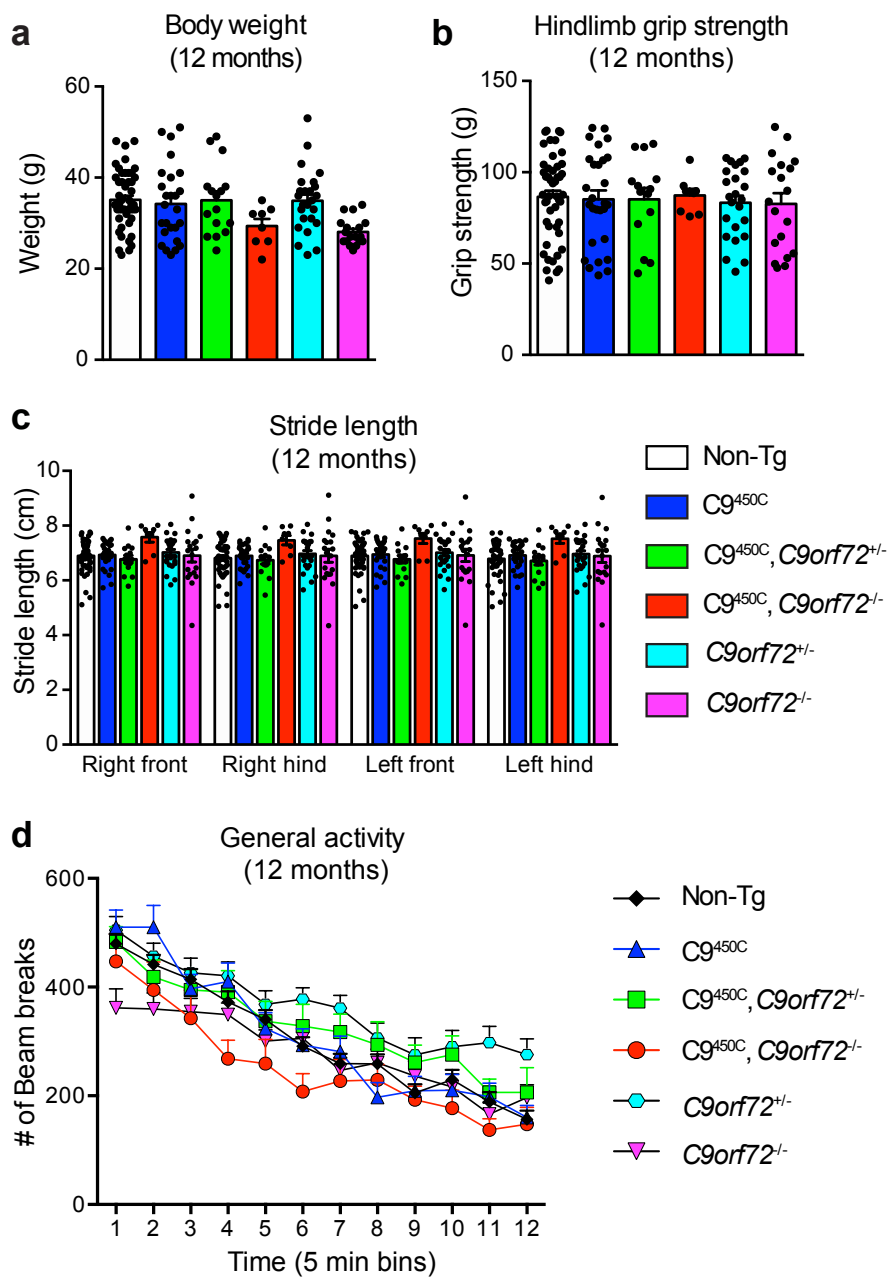 a
Body weight
(12 months)
Weight (g)
60
40
20
0
b
Hindlimb grip strength
(12 months)
Grip strength (g)
150
100
50
0
c
Stride length
(12 months)
Stride length (cm)
10
8
6
4
2
0
Right front Right hind Left front Left hind
Non-Tg
C9⁴⁵⁰ᶜ
C9⁴⁵⁰ᶜ, C9orf72⁺/⁻
C9⁴⁵⁰ᶜ, C9orf72⁻/⁻
C9orf72⁺/⁻
C9orf72⁻/⁻
d
General activity
(12 months)
# of Beam breaks
600
400
200
0
1 2 3 4 5 6 7 8 9 10 11 12
Time (5 min bins)
Non-Tg
C9⁴⁵⁰ᶜ
C9⁴⁵⁰ᶜ, C9orf72⁺/⁻
C9⁴⁵⁰ᶜ, C9orf72⁻/⁻
C9orf72⁺/⁻
C9orf72⁻/⁻